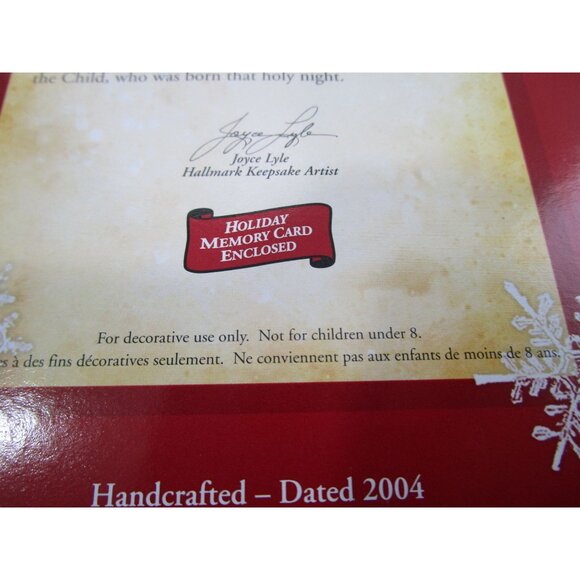 the Child, who was born that holy night.
Joyce Lyle
Joyce Lyle
Hallmark Keepsake Artist
HOLIDAY
MEMORY CARD
ENCLOSED
For decorative use only. Not for children under 8.
à des fins décoratives seulement. Ne conviennent pas aux enfants de moins de 8 ans.
Handcrafted – Dated 2004